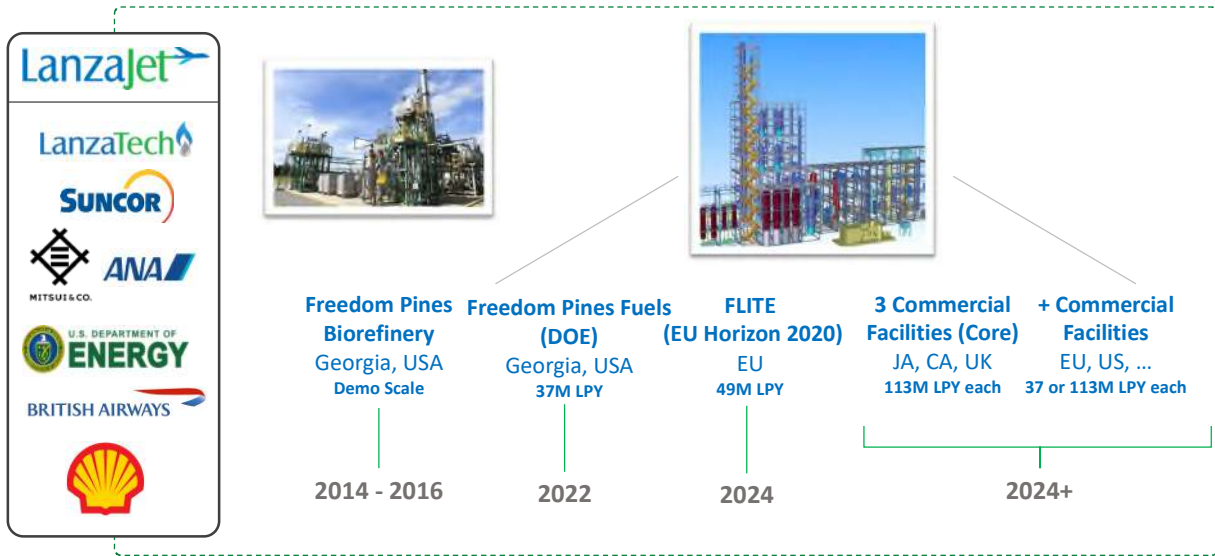 LanzaJet
LanzaTech
SUNCOR
MITSUI & CO.
ANA
U.S. DEPARTMENT OF
ENERGY
BRITISH AIRWAYS
Freedom Pines
Biorefinery
Georgia, USA
Demo Scale
2014 - 2016
Freedom Pines Fuels
(DOE)
Georgia, USA
37M LPY
2022
FLITE
(EU Horizon 2020)
EU
49M LPY
2024
3 Commercial
Facilities (Core)
JA, CA, UK
113M LPY each
+ Commercial
Facilities
EU, US, ...
37 or 113M LPY each
2024+